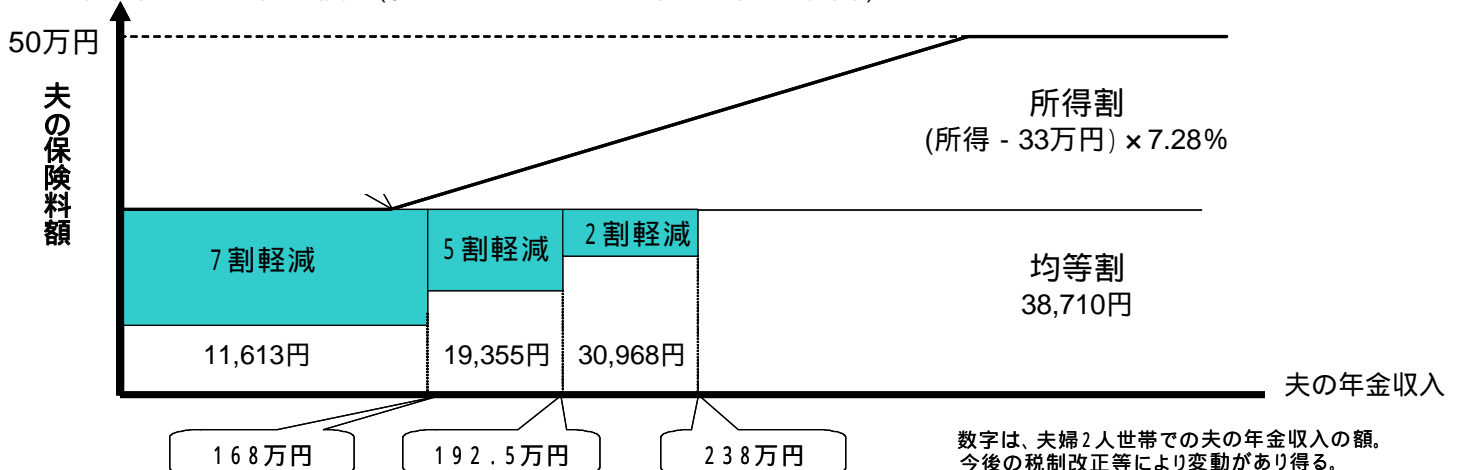 50万円
夫の保険料額
所得割
(所得 - 33万円) × 7.28%
7割軽減
5割軽減
2割軽減
均等割
38,710円
11,613円
19,355円
30,968円
夫の年金収入
168万円
192.5万円
238万円
数字は、夫婦2人世帯での夫の年金収入の額。
今後の税制改正等により変動があり得る。